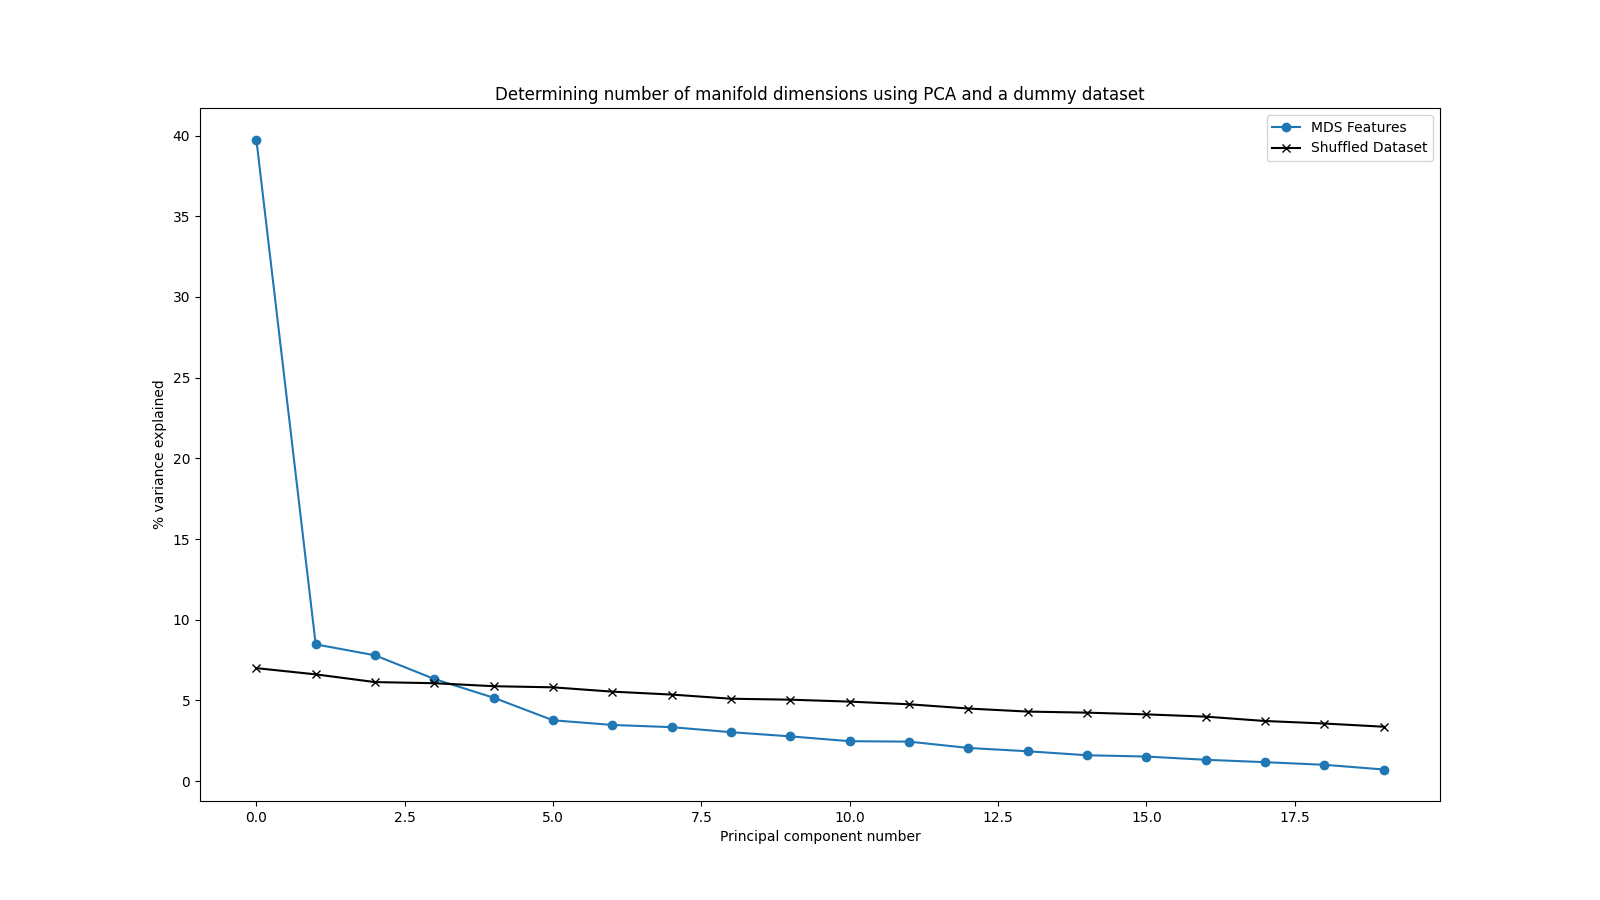 Determining number of manifold dimensions using PCA and a dummy dataset
MDS Features
Shuffled Dataset
40
35
30
25
20
15
10
5
0
% variance explained
0.0 2.5 5.0 7.5 10.0 12.5 15.0 17.5
Principal component number